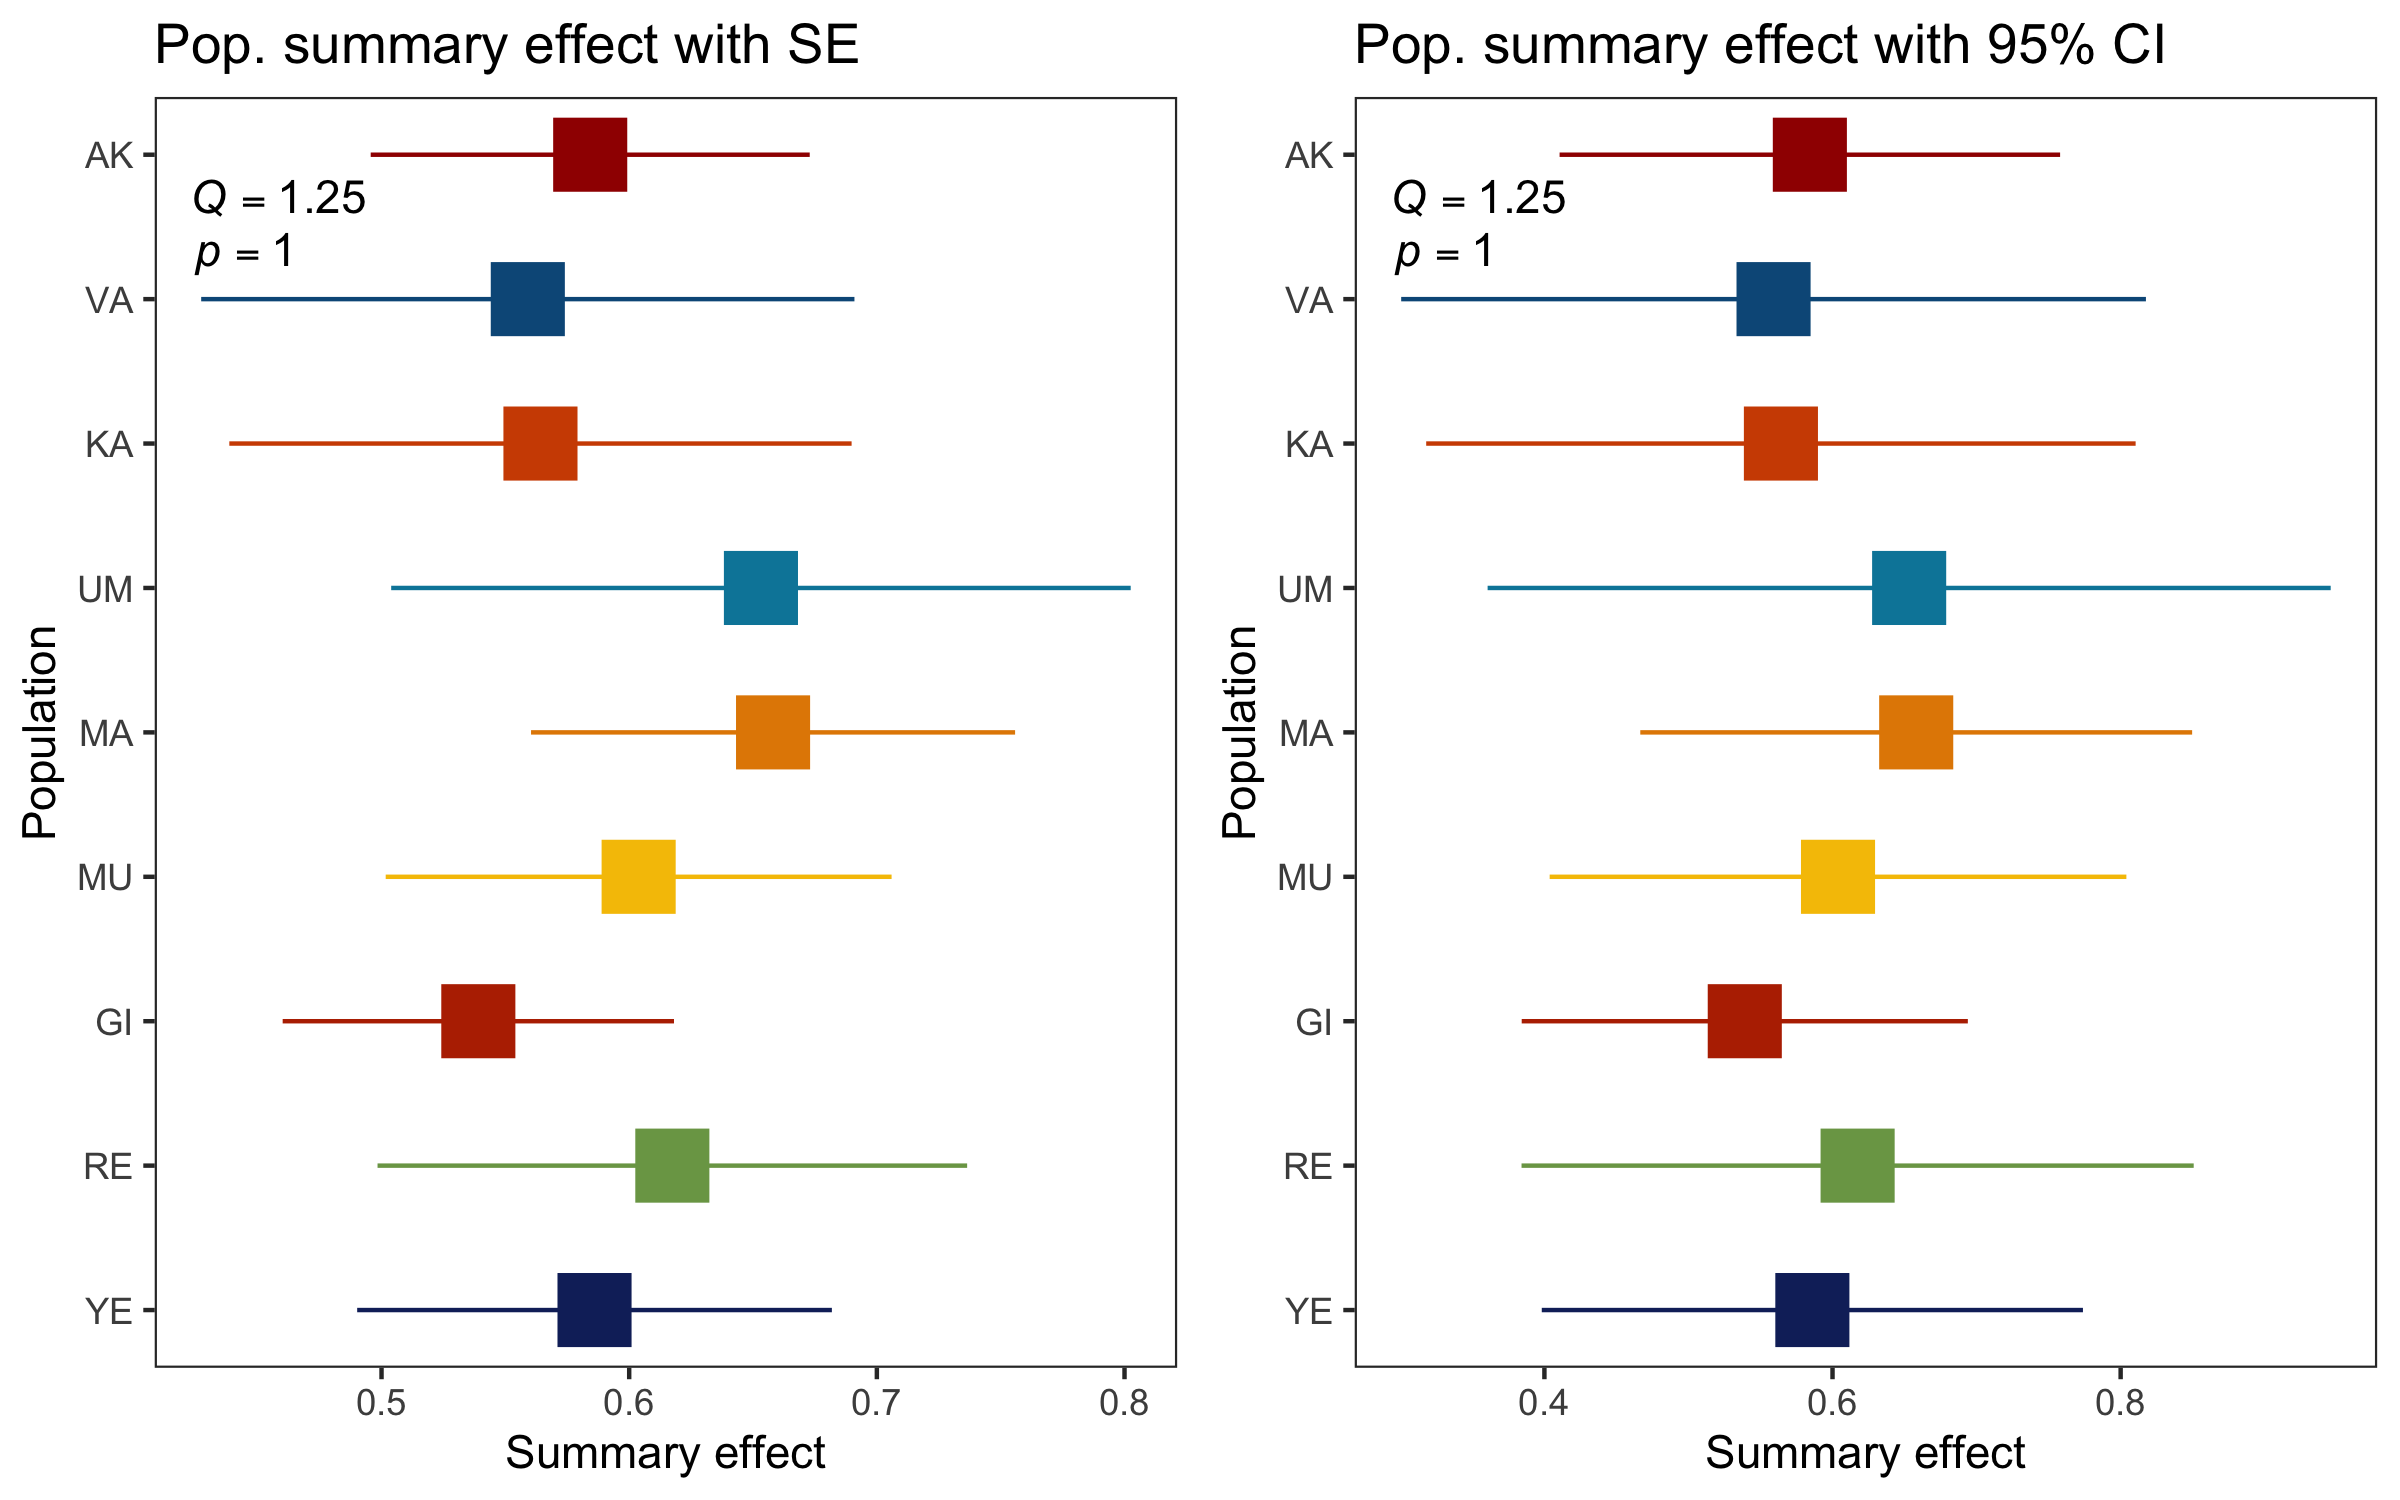 Pop. summary effect with SE
AK
Q = 1.25
p = 1
VA
KA
UM
MA
MU
GI
RE
YE
Population
0.5 0.6 0.7 0.8
Summary effect
Pop. summary effect with 95% CI
AK
Q = 1.25
p = 1
VA
KA
UM
MA
MU
GI
RE
YE
Population
0.4 0.6 0.8
Summary effect